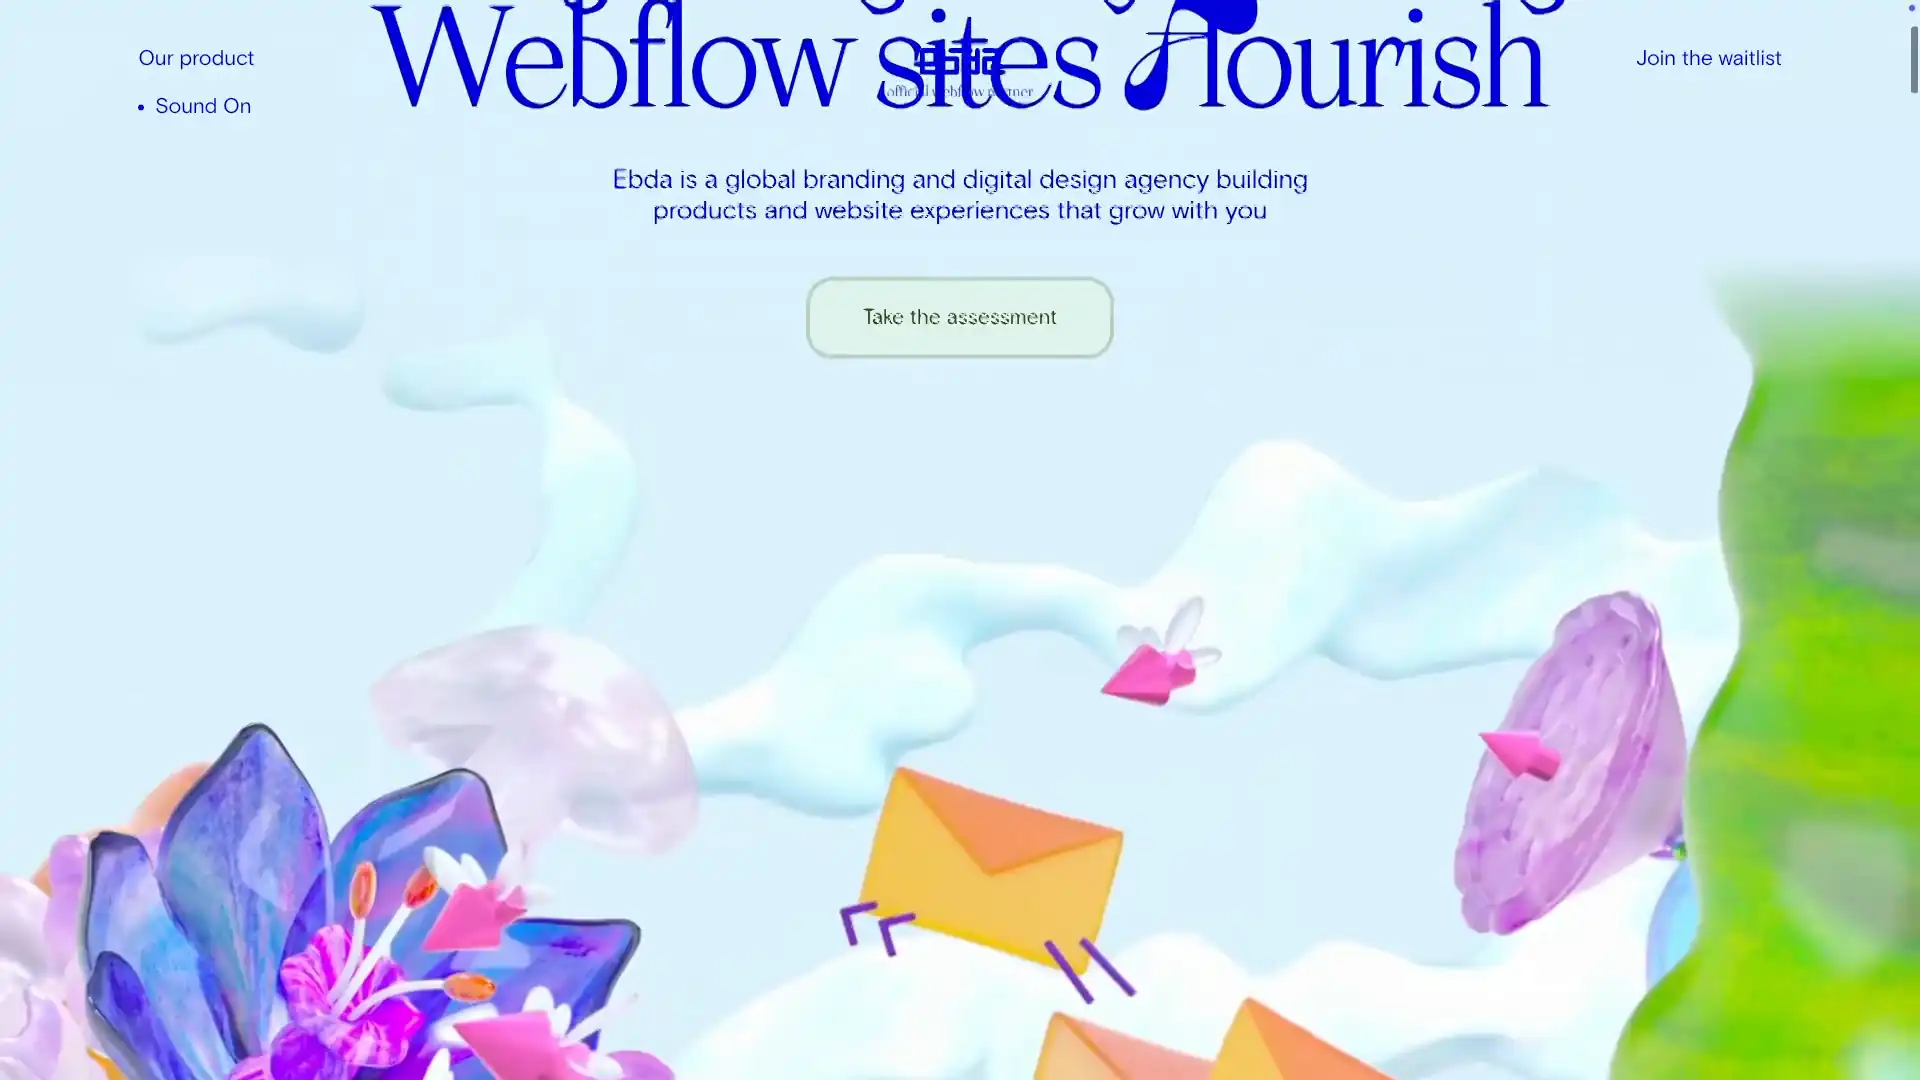 Webflow sites Flourish
Our product
ebda
Join the waitlist
official webflow partner
Sound On
Ebda is a global branding and digital design agency building
products and website experiences that grow with you
Take the assessment